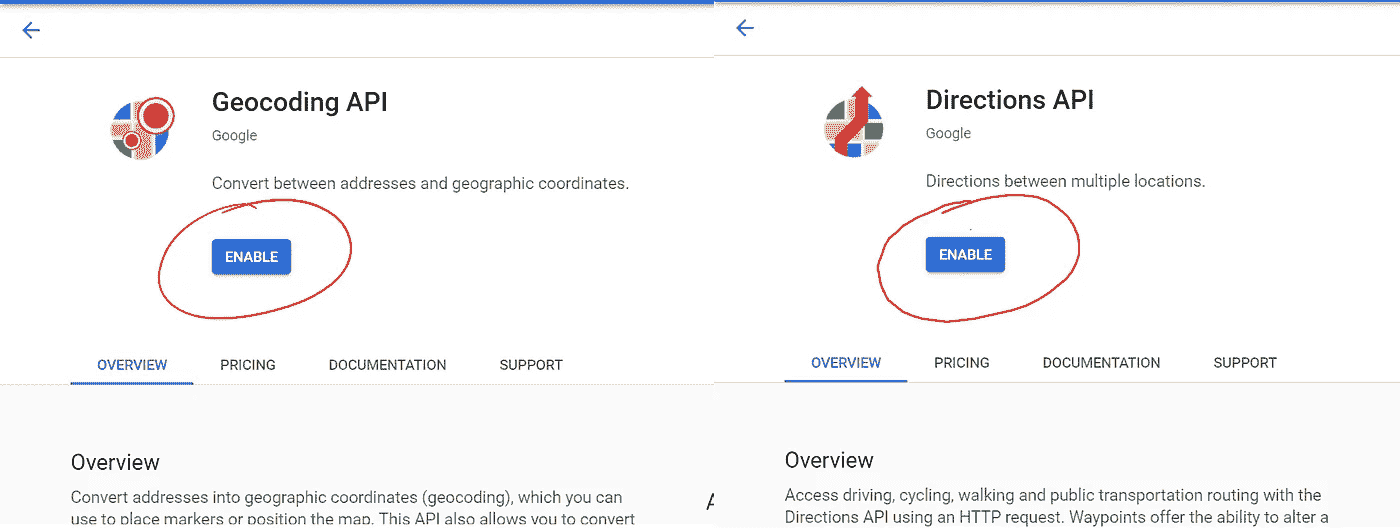 Geocoding API
Google
Convert between addresses and geographic coordinates.
ENABLE
OVERVIEW PRICING DOCUMENTATION SUPPORT
Overview
Convert addresses into geographic coordinates (geocoding), which you can
use to place markers or position the map. This API also allows you to convert
Directions API
Google
Directions between multiple locations.
ENABLE
OVERVIEW PRICING DOCUMENTATION SUPPORT
Overview
Access driving, cycling, walking and public transportation routing with the
Directions API using an HTTP request. Waypoints offer the ability to alter a